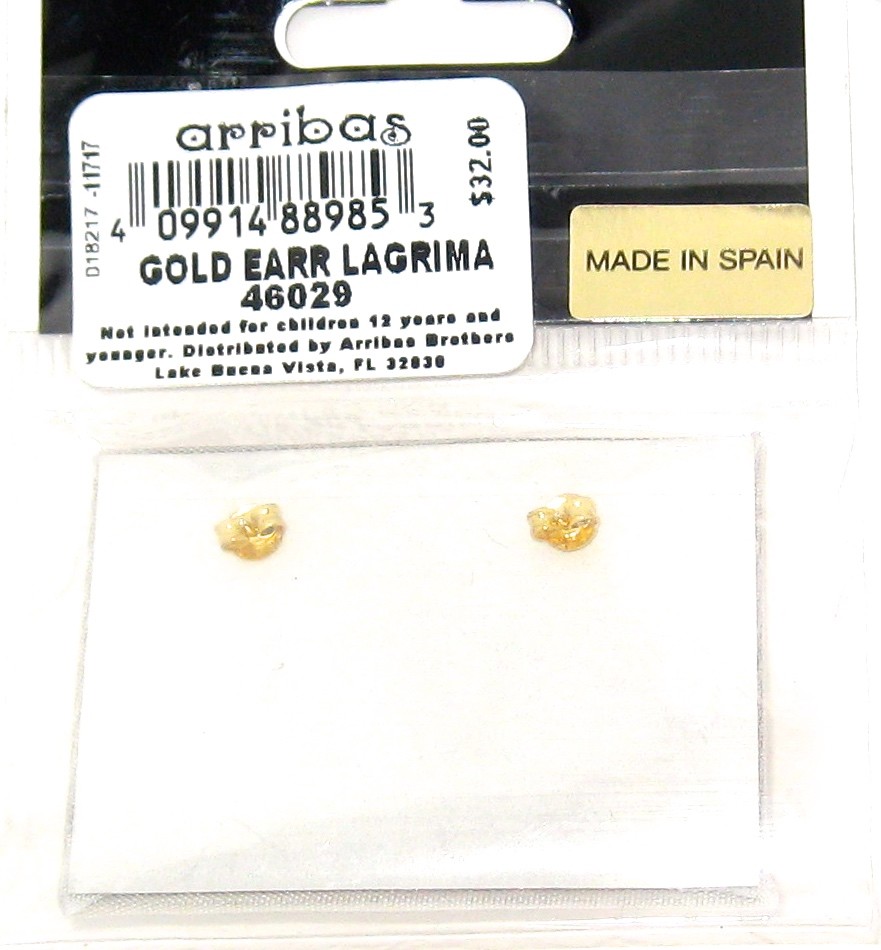 arribas
$32.00
D18217 -11717
4 09914 88985 3
GOLD EARR LAGRIMA
46029
Not intended for children 12 years and
younger. Distributed by Arribas Brothers
Lake Buena Vista, FL 32830
MADE IN SPAIN